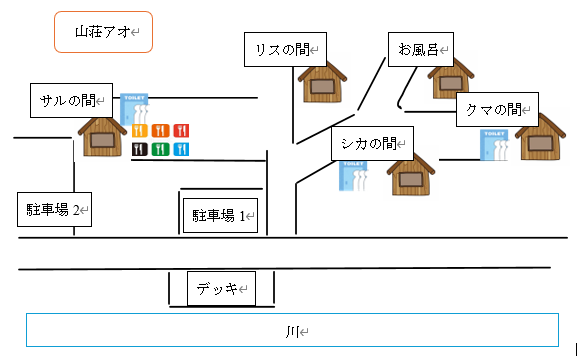 山荘アオ
リスの間
お風呂
サルの間
TOILET
クマの間
シカの間
TOILET
TOILET
駐車場2
駐車場1
デッキ
川